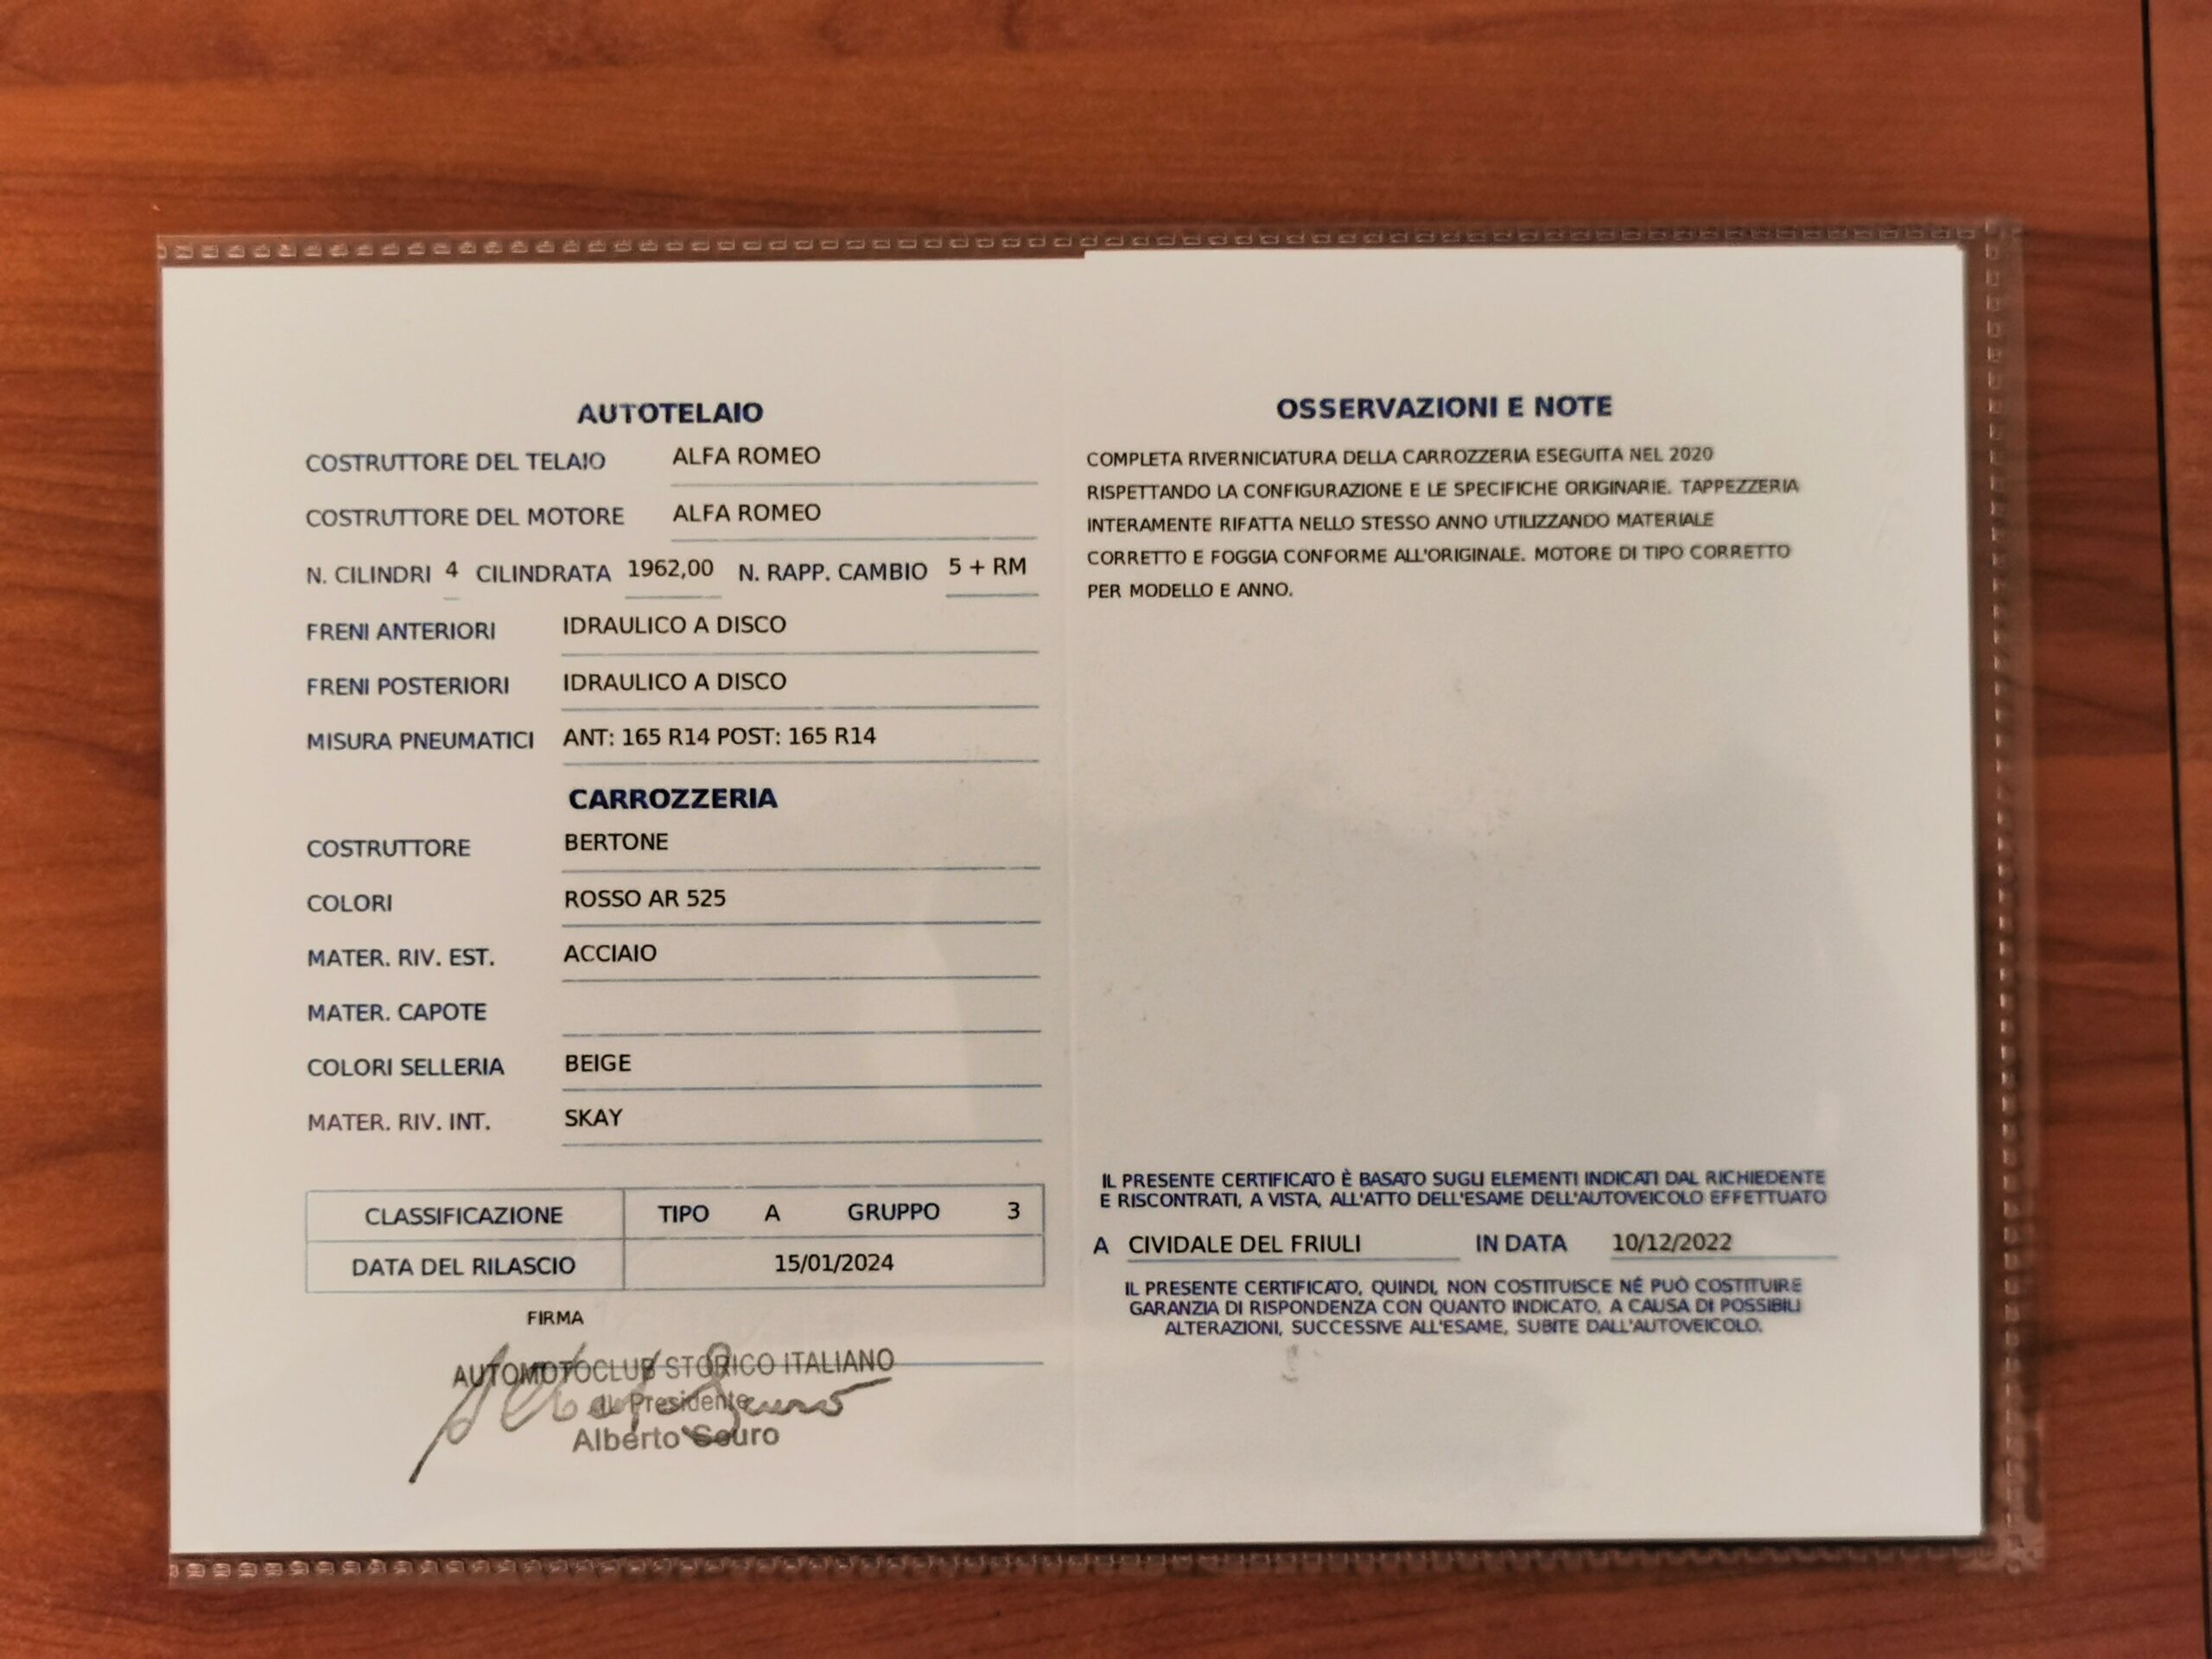 AUTOTELAIO
COSTRUTTORE DEL TELAIO ALFA ROMEO
COSTRUTTORE DEL MOTORE ALFA ROMEO
N. CILINDRI 4 CILINDRATA 1962,00 N. RAPP. CAMBIO 5 + RM
FRENI ANTERIORI IDRAULICO A DISCO
FRENI POSTERIORI IDRAULICO A DISCO
MISURA PNEUMATICI ANT: 165 R14 POST: 165 R14
CARROZZERIA
COSTRUTTORE BERTONE
COLORI ROSSO AR 525
MATER. RIV. EST. ACCIAIO
MATER. CAPOTE
COLORI SELLERIA BEIGE
MATER. RIV. INT. SKAY
CLASSIFICAZIONE TIPO A GRUPPO 3
DATA DEL RILASCIO 15/01/2024
FIRMA
AUTOMOTOCLUB STORICO ITALIANO
IL Presidente
Alberto Scuro
OSSERVAZIONI E NOTE
COMPLETA RIVERNICIATURA DELLA CARROZZERIA ESEGUITA NEL 2020
RISPETTANDO LA CONFIGURAZIONE E LE SPECIFICHE ORIGINARIE. TAPPEZZERIA
INTERAMENTE RIFATTA NELLO STESSO ANNO UTILIZZANDO MATERIALE
CORRETTO E FOGGIA CONFORME ALL'ORIGINALE. MOTORE DI TIPO CORRETTO
PER MODELLO E ANNO.
IL PRESENTE CERTIFICATO È BASATO SUGLI ELEMENTI INDICATI DAL RICHIEDENTE
E RISCONTRATI, A VISTA, ALL'ATTO DELL'ESAME DELL'AUTOVEICOLO EFFETTUATO
A CIVIDALE DEL FRIULI IN DATA 10/12/2022
IL PRESENTE CERTIFICATO, QUINDI, NON COSTITUISCE NÉ PUÒ COSTITUIRE
GARANZIA DI RISPONDENZA CON QUANTO INDICATO, A CAUSA DI POSSIBILI
ALTERAZIONI, SUCCESSIVE ALL'ESAME, SUBITE DALL'AUTOVEICOLO.